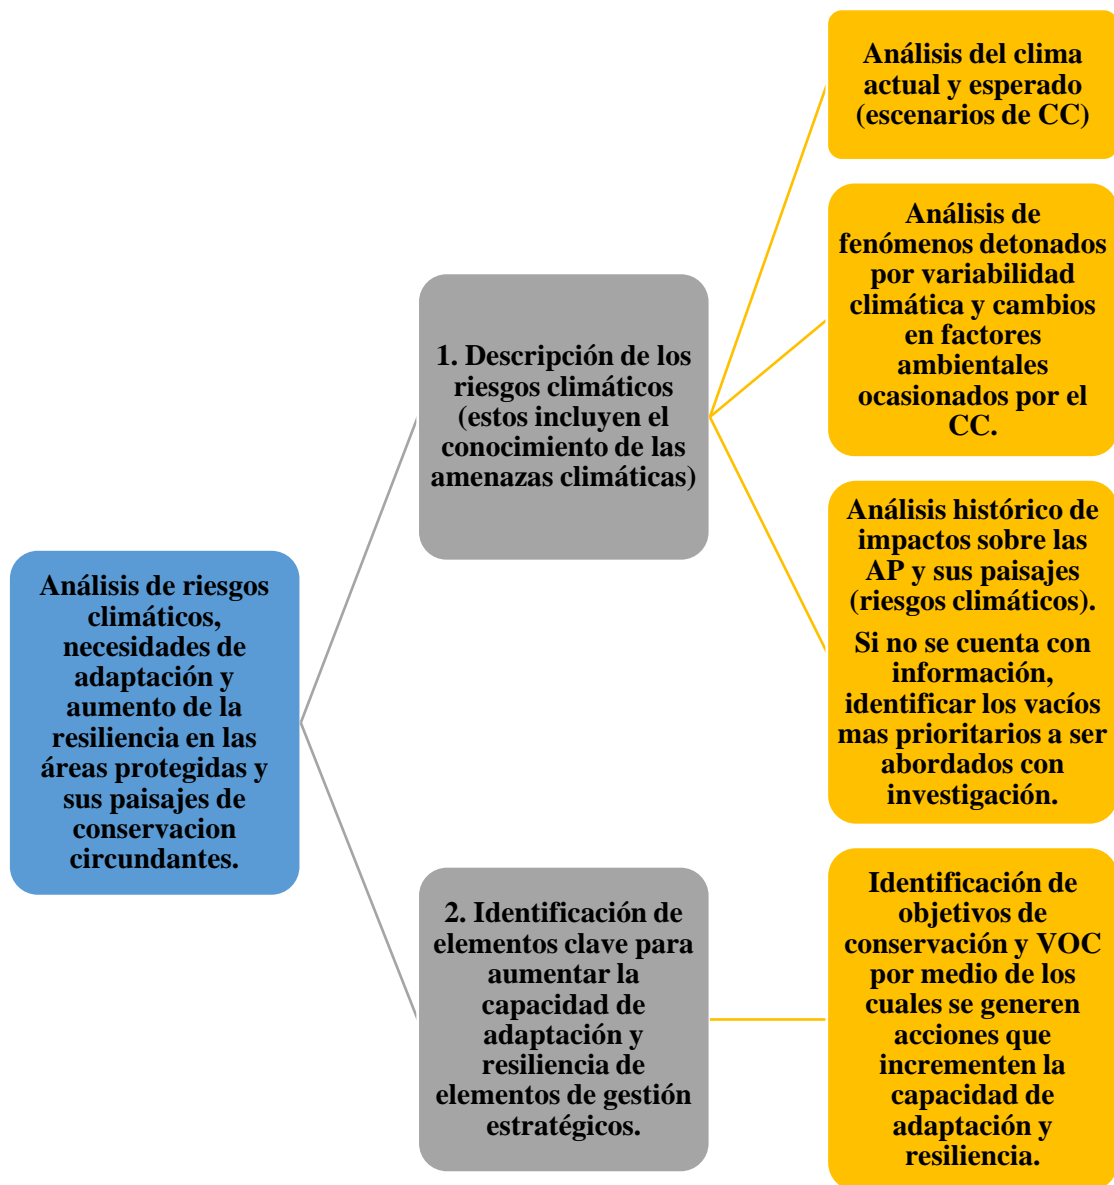 Análisis de riesgos
climáticos,
necesidades de
adaptación y
aumento de la
resiliencia en las
áreas protegidas y
sus paisajes de
conservacion
circundantes.
1. Descripción de los
riesgos climáticos
(estos incluyen el
conocimiento de las
amenazas climáticas)
Análisis del clima
actual y esperado
(escenarios de CC)
Análisis de
fenómenos detonados
por variabilidad
climática y cambios
en factores
ambientales
ocasionados por el
CC.
Análisis histórico de
impactos sobre las
AP y sus paisajes
(riesgos climáticos).
Si no se cuenta con
información,
identificar los vacíos
mas prioritarios a ser
abordados con
investigación.
2. Identificación de
elementos clave para
aumentar la
capacidad de
adaptación y
resiliencia de
elementos de gestión
estratégicos.
Identificación de
objetivos de
conservación y VOC
por medio de los
cuales se generen
acciones que
incrementen la
capacidad de
adaptación y
resiliencia.